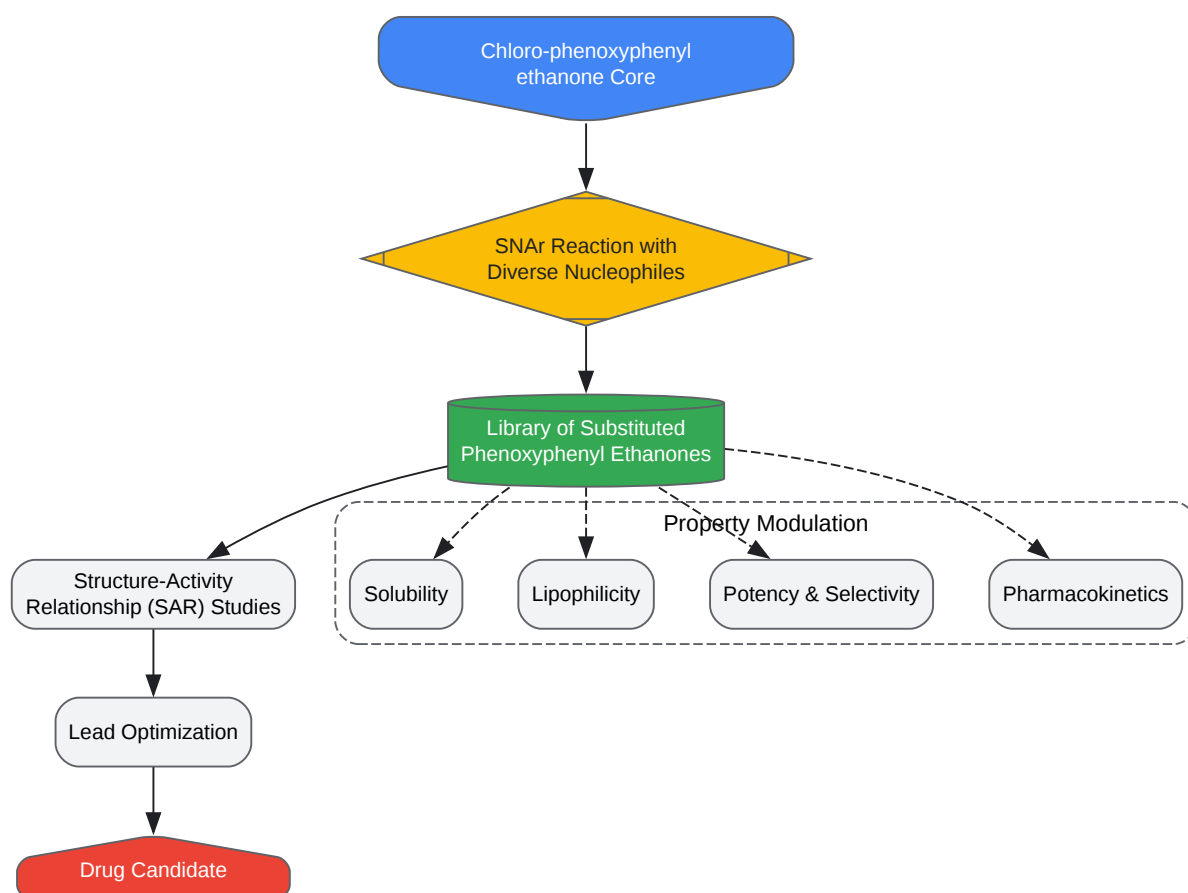 Chloro-phenoxyphenyl
ethanone Core
SNAr Reaction with
Diverse Nucleophiles
Library of Substituted
Phenoxyphenyl Ethanones
Property Modulation
Structure-Activity
Relationship (SAR) Studies
Solubility
Lipophilicity
Potency & Selectivity
Pharmacokinetics
Lead Optimization
Drug Candidate